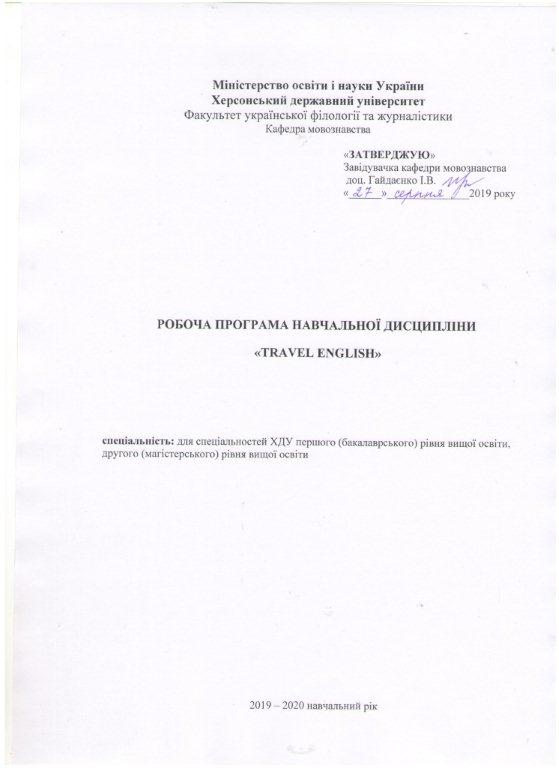 Міністерство освіти і науки України
Херсонський державний університет
Факультет української філології та журналістики
Кафедра мовознавства
«ЗАТВЕРДЖУЮ»
Завідувачка кафедри мовознавства
доц. Гайдаєнко І.В.
« 27 » серпня 2019 року
РОБОЧА ПРОГРАМА НАВЧАЛЬНОЇ ДИСЦИПЛІНИ
«TRAVEL ENGLISH»
спеціальність: для спеціальностей ХДУ першого (бакалаврського) рівня вищої освіти,
другого (магістерського) рівня вищої освіти
2019 – 2020 навчальний рік